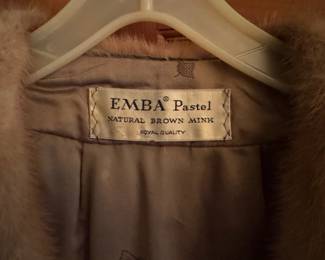 EMBA® Pastel
NATURAL BROWN MINK
ROYAL QUALITY